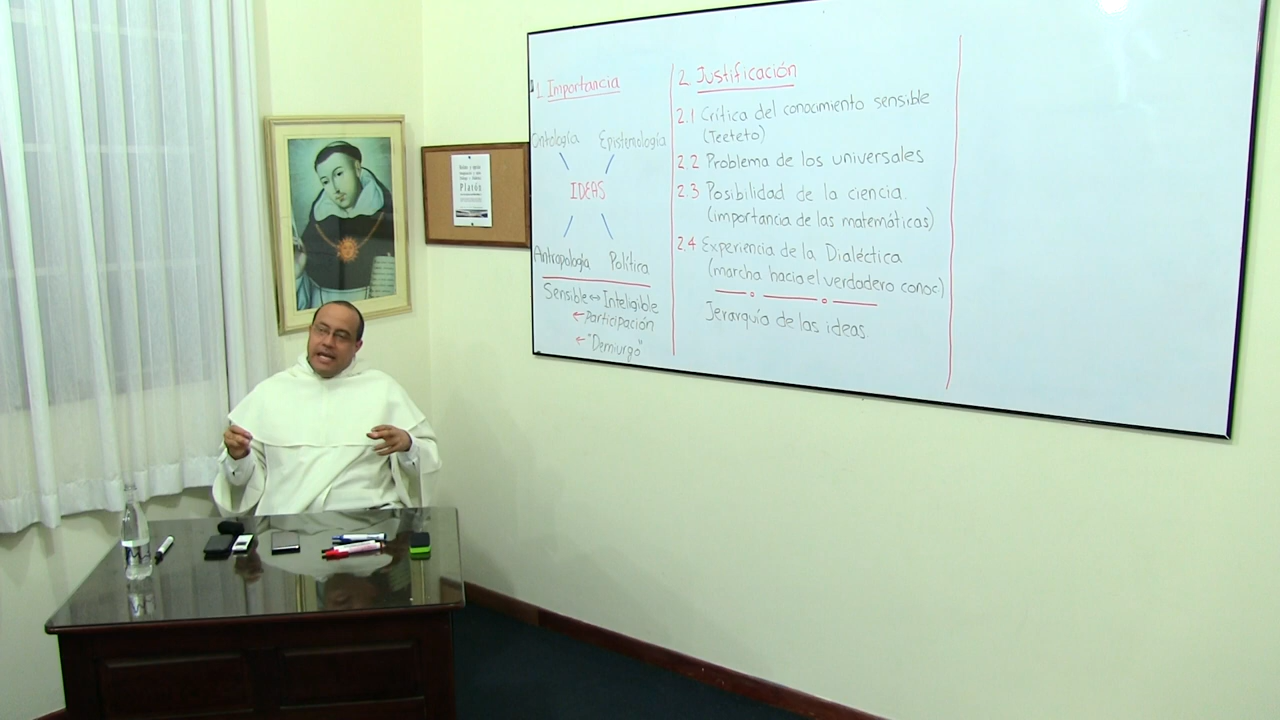 1. Importancia
Ontología Epistemología
IDEAS
Antropología Política
Sensible ↔ Inteligible
← Participación
← "Demiurgo"
2. Justificación
2.1 Crítica del conocimiento sensible
(Teeteto)
2.2 Problema de los universales
2.3 Posibilidad de la ciencia.
(importancia de las matemáticas)
2.4 Experiencia de la Dialéctica
(marcha hacia el verdadero conoc)
Jerarquía de las ideas.
Platón